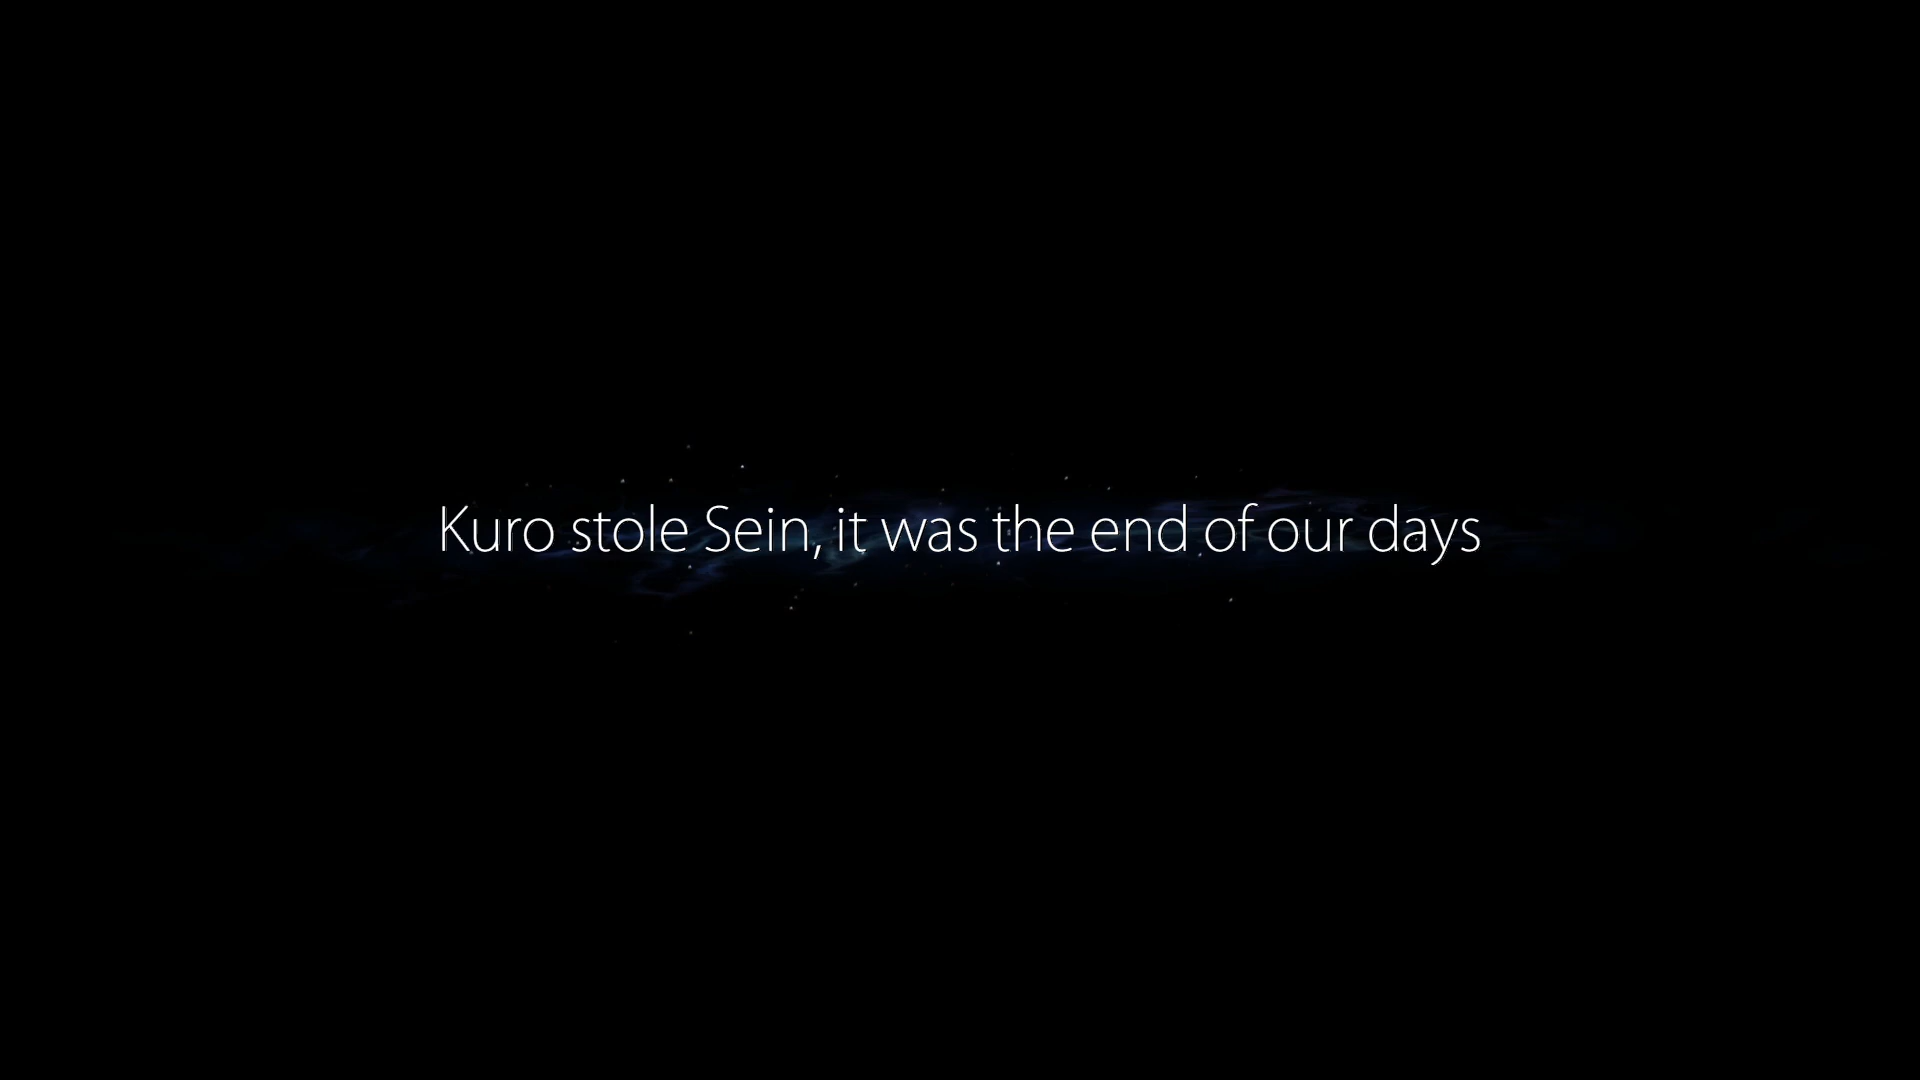 Kuro stole Sein, it was the end of our days